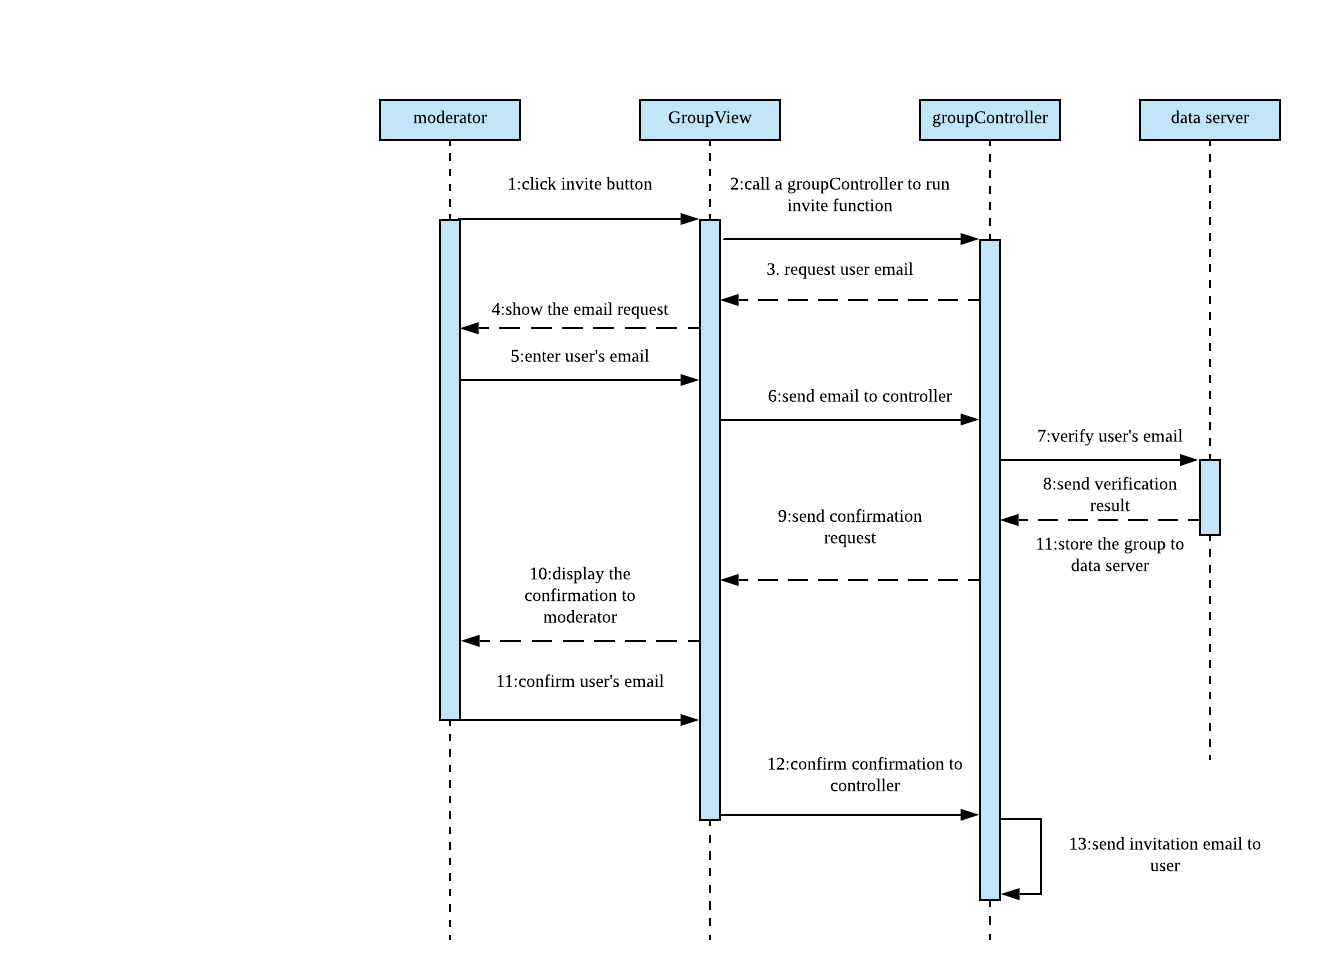 moderator
GroupView
groupController
data server
1:click invite button
2:call a groupController to run
invite function
3. request user email
4:show the email request
5:enter user's email
6:send email to controller
7:verify user's email
8:send verification
result
9:send confirmation
request
11:store the group to
data server
10:display the
confirmation to
moderator
11:confirm user's email
12:confirm confirmation to
controller
13:send invitation email to
user